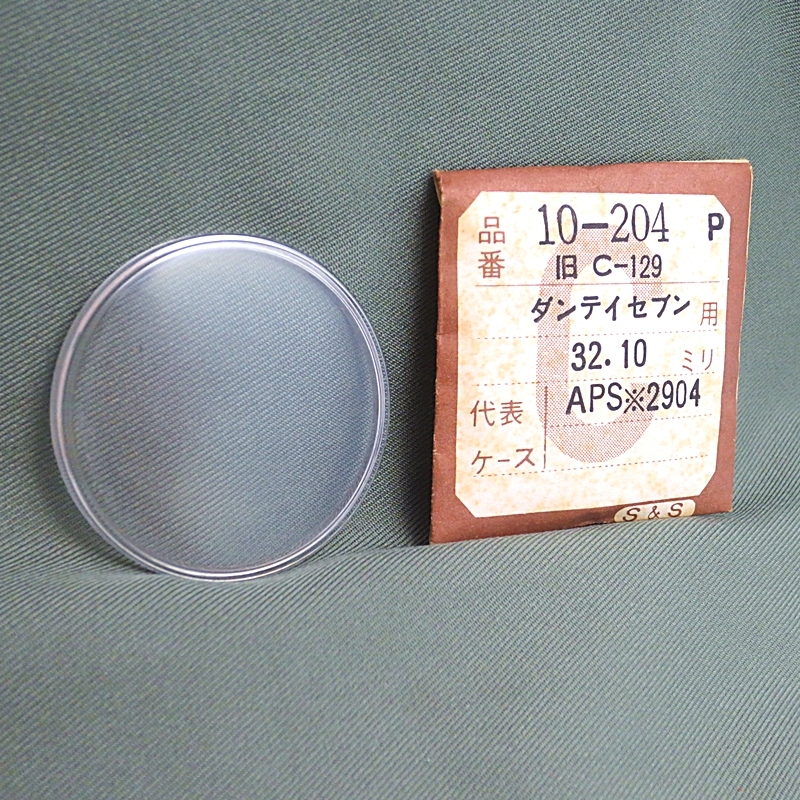 品番 10-204 P
旧 C-129
ダンテイセブン 用
32.10 ミリ
代表ケース APS※2904
S & S